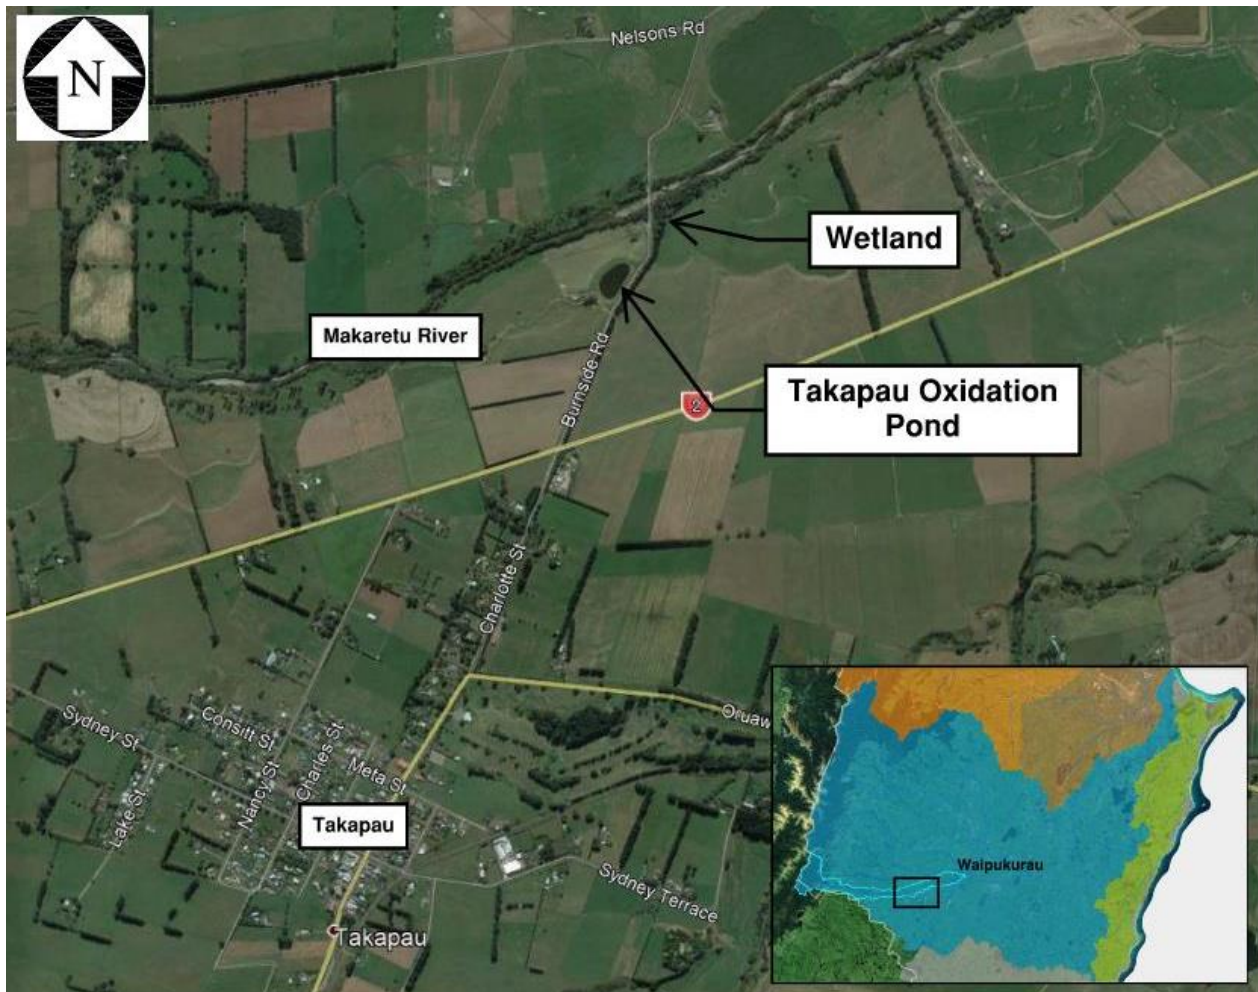 N
Nelsons Rd
Wetland
Makaretu River
Burnside Rd
Takapau Oxidation
Pond
2
Charlotte St
Sydney St
Consitt St
Oruaw
Meta St
Charles St
Nancy St
Lake St
Takapau
Sydney Terrace
Takapau
Waipukurau